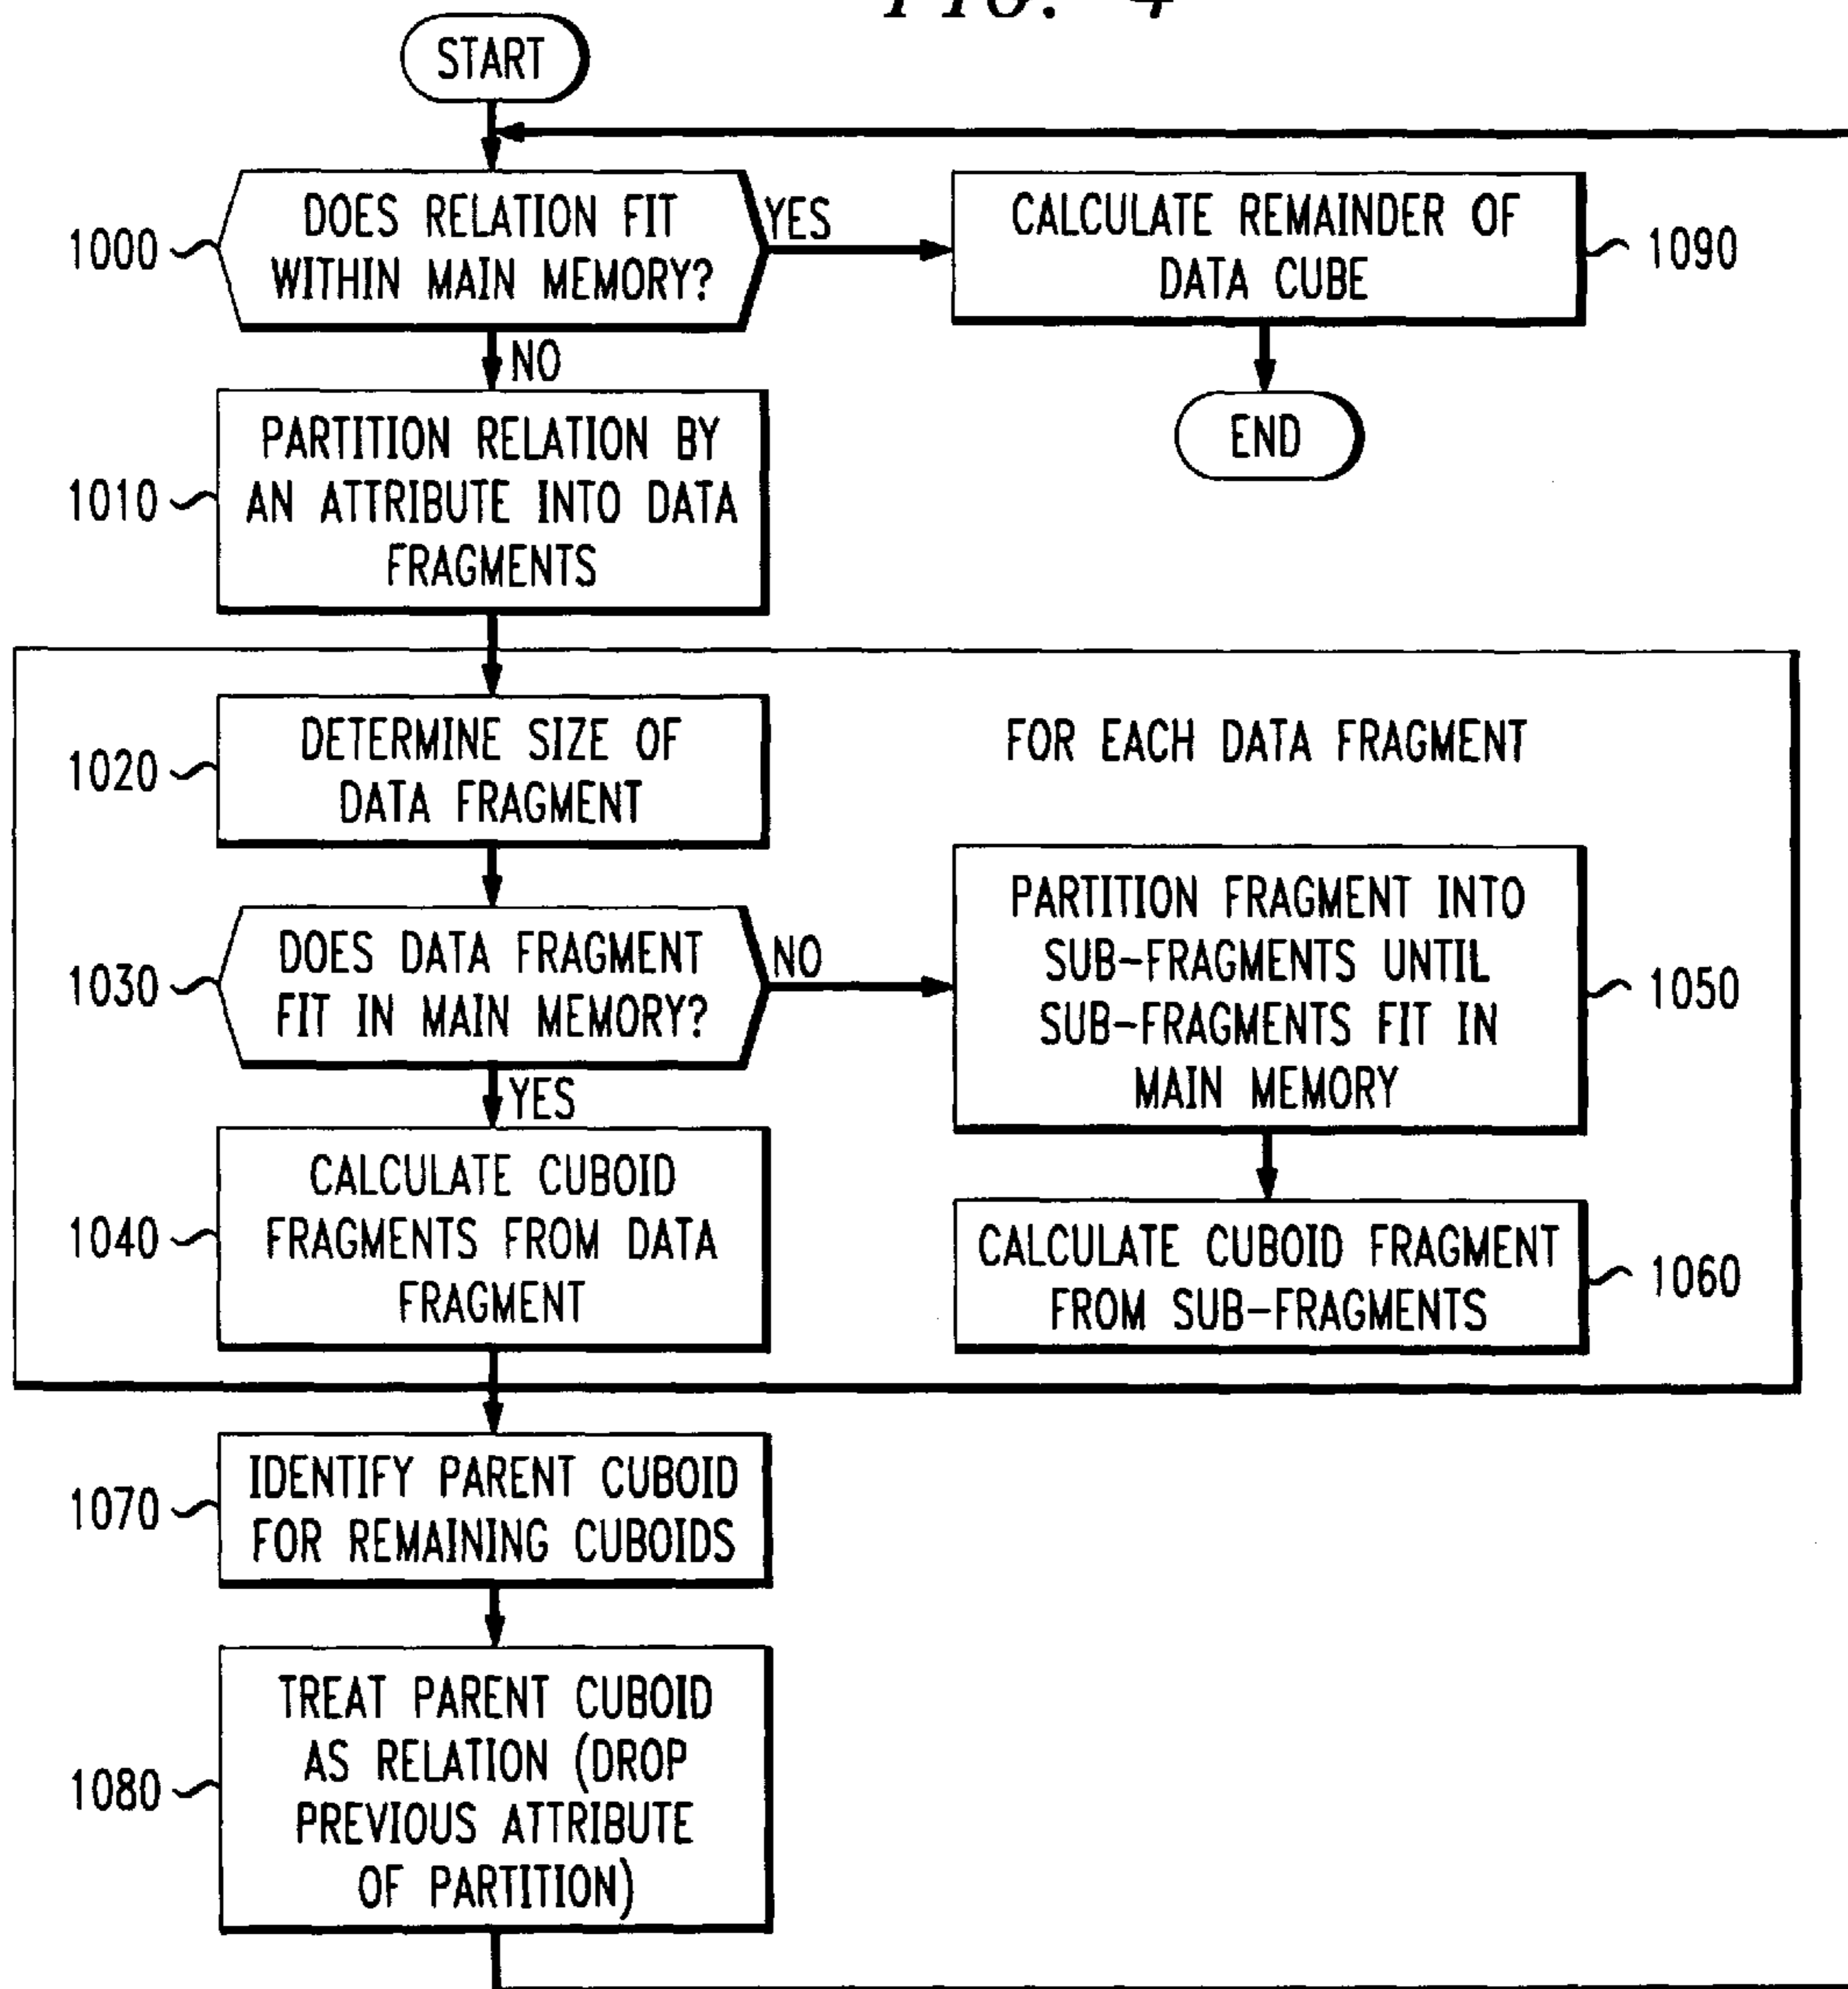 FIG. 4
START
1000
DOES RELATION FIT
WITHIN MAIN MEMORY?
YES
CALCULATE REMAINDER OF
DATA CUBE
1090
NO
END
1010
PARTITION RELATION BY
AN ATTRIBUTE INTO DATA
FRAGMENTS
1020
DETERMINE SIZE OF
DATA FRAGMENT
FOR EACH DATA FRAGMENT
1030
DOES DATA FRAGMENT
FIT IN MAIN MEMORY?
NO
PARTITION FRAGMENT INTO
SUB-FRAGMENTS UNTIL
SUB-FRAGMENTS FIT IN
MAIN MEMORY
1050
YES
1040
CALCULATE CUBOID
FRAGMENTS FROM DATA
FRAGMENT
CALCULATE CUBOID FRAGMENT
FROM SUB-FRAGMENTS
1060
1070
IDENTIFY PARENT CUBOID
FOR REMAINING CUBOIDS
1080
TREAT PARENT CUBOID
AS RELATION (DROP
PREVIOUS ATTRIBUTE
OF PARTITION)